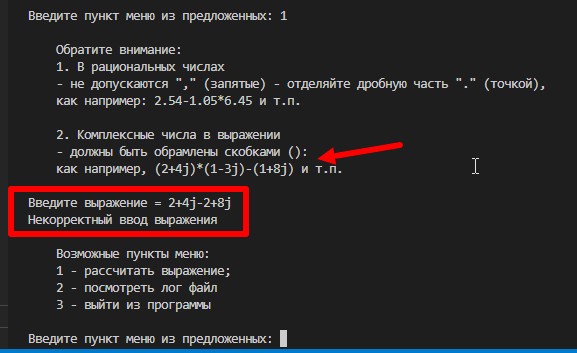 Введите пункт меню из предложенных: 1
Обратите внимание:
1. В рациональных числах
- не допускаются "," (запятые) - отделяйте дробную часть "." (точкой),
как например: 2.54-1.05*6.45 и т.п.
2. Комплексные числа в выражении
- должны быть обрамлены скобками ():
как например, (2+4j)*(1-3j)-(1+8j) и т.п.
Введите выражение = 2+4j-2+8j
Некорректный ввод выражения
Возможные пункты меню:
1 - рассчитать выражение;
2 - посмотреть лог файл
3 - выйти из программы
Введите пункт меню из предложенных: